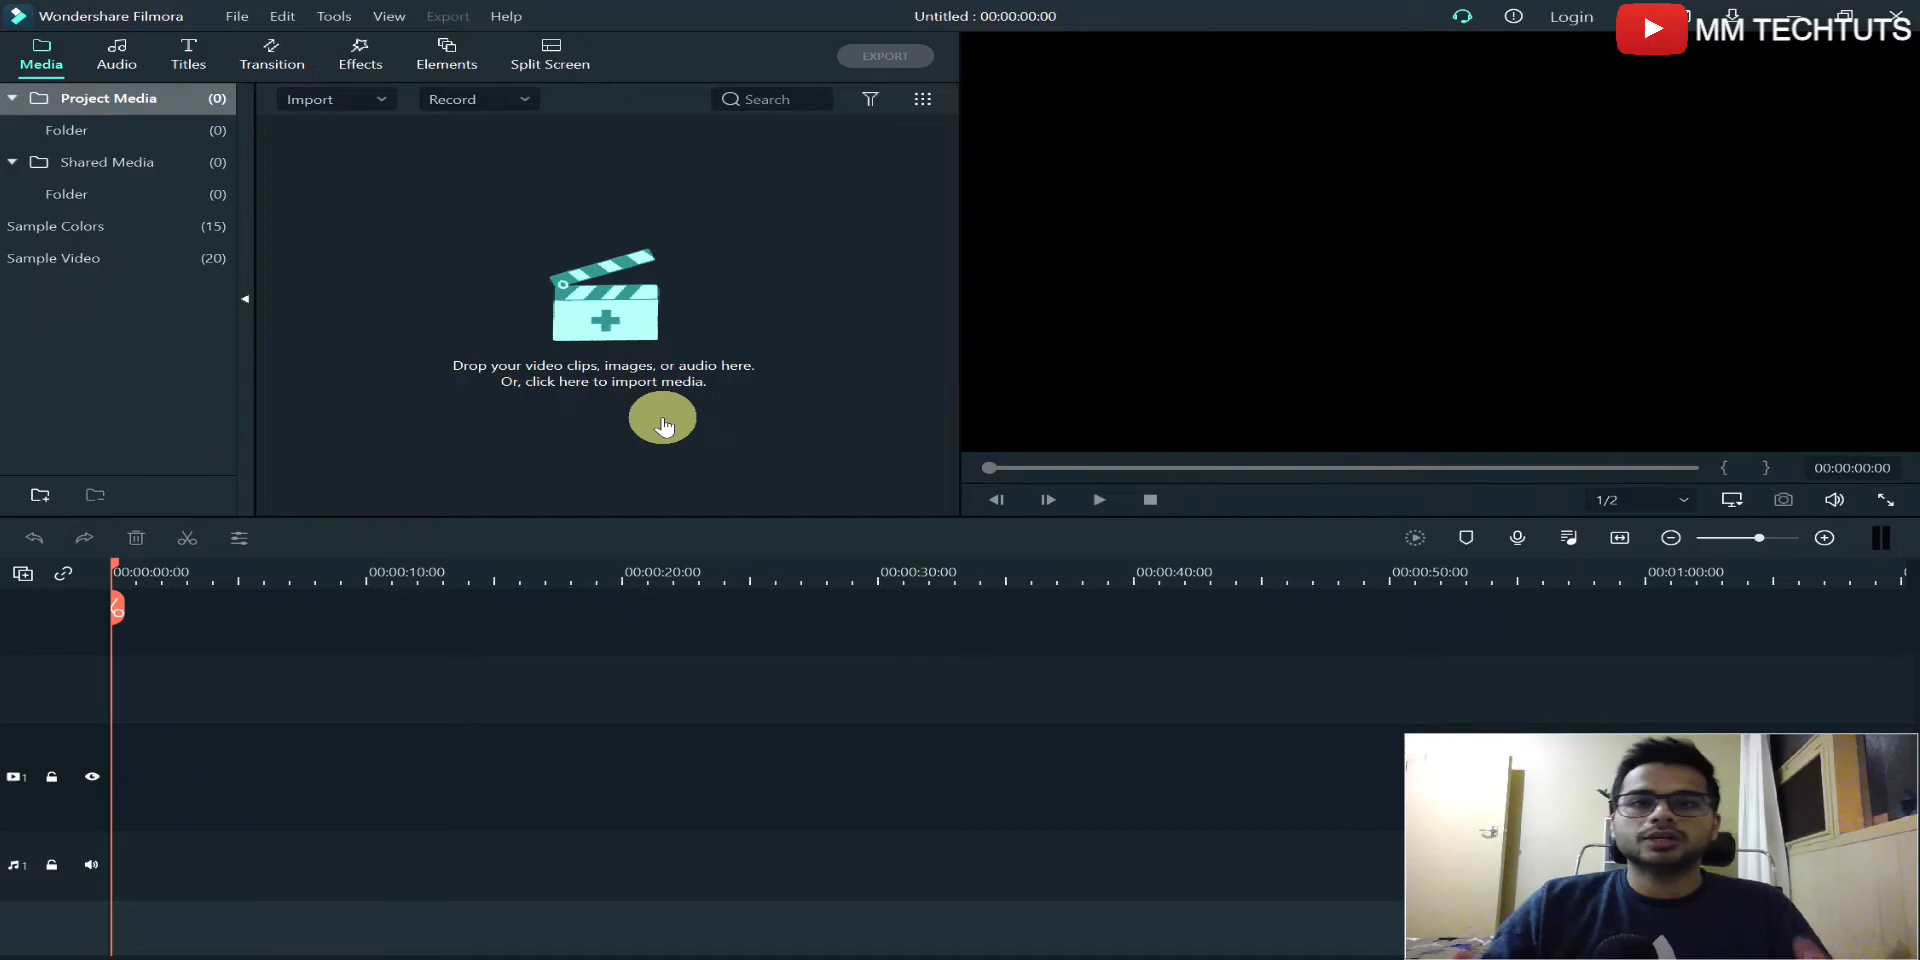 Wondershare Filmora File Edit Tools View Export Help Untitled : 00:00:00:00 Login
MM TECHTUTS
Media Audio Titles Transition Effects Elements Split Screen EXPORT
Project Media (0)
Folder (0)
Shared Media (0)
Folder (0)
Sample Colors (15)
Sample Video (20)
Import Record Search
Drop your video clips, images, or audio here.
Or, click here to import media.
{ } 00:00:00:00
1/2
00:00:00:00 00:00:10:00 00:00:20:00 00:00:30:00 00:00:40:00 00:00:50:00 00:01:00:00
1
1